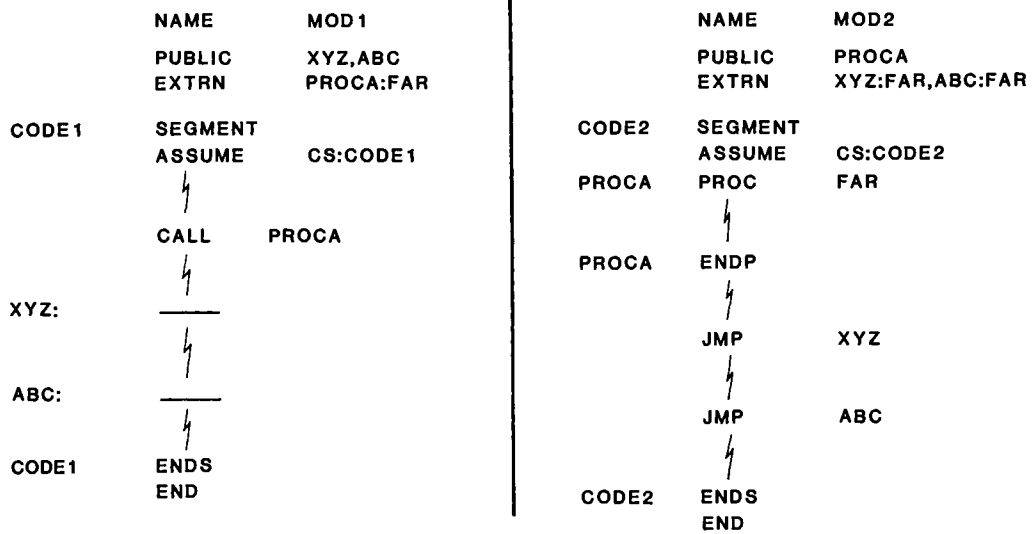 NAME MOD1
PUBLIC XYZ,ABC
EXTRN PROCA:FAR
CODE1 SEGMENT
ASSUME CS:CODE1
CALL PROCA
XYZ:
ABC:
CODE1 ENDS
END
NAME MOD2
PUBLIC PROCA
EXTRN XYZ:FAR,ABC:FAR
CODE2 SEGMENT
ASSUME CS:CODE2
PROCA PROC FAR
PROCA ENDP
JMP XYZ
JMP ABC
CODE2 ENDS
END